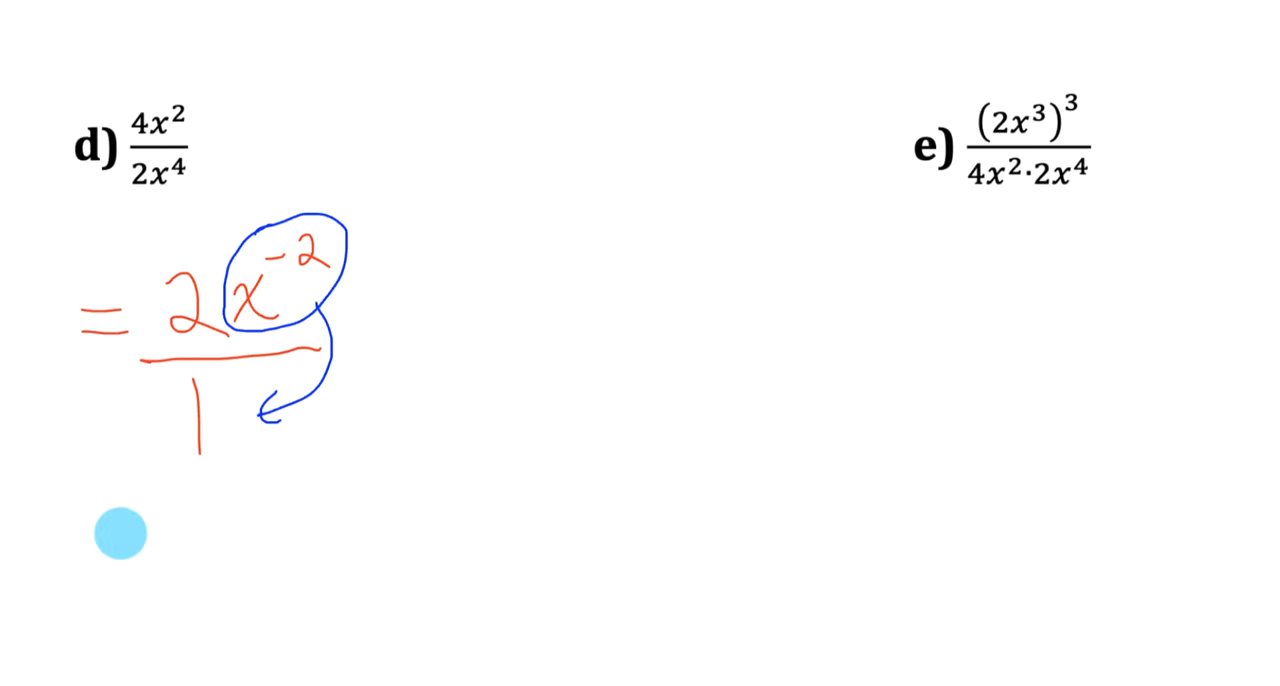 d) 4x²/2x⁴
e) (2x³)³/4x²·2x⁴
= 2x⁻²/1